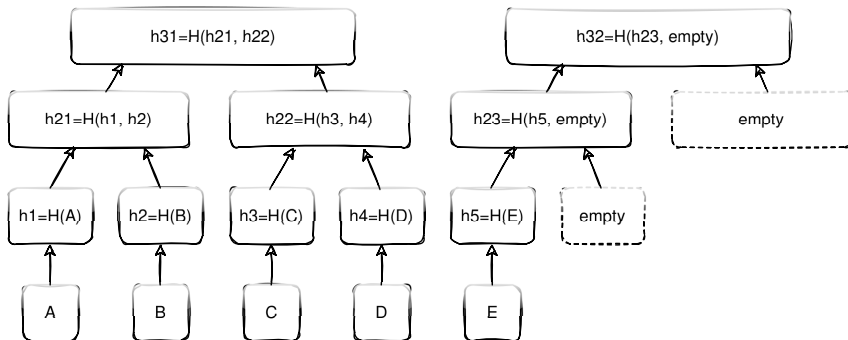 h31=H(h21, h22)
h32=H(h23, empty)
h21=H(h1, h2)
h22=H(h3, h4)
h23=H(h5, empty)
empty
h1=H(A)
h2=H(B)
h3=H(C)
h4=H(D)
h5=H(E)
empty
A
B
C
D
E